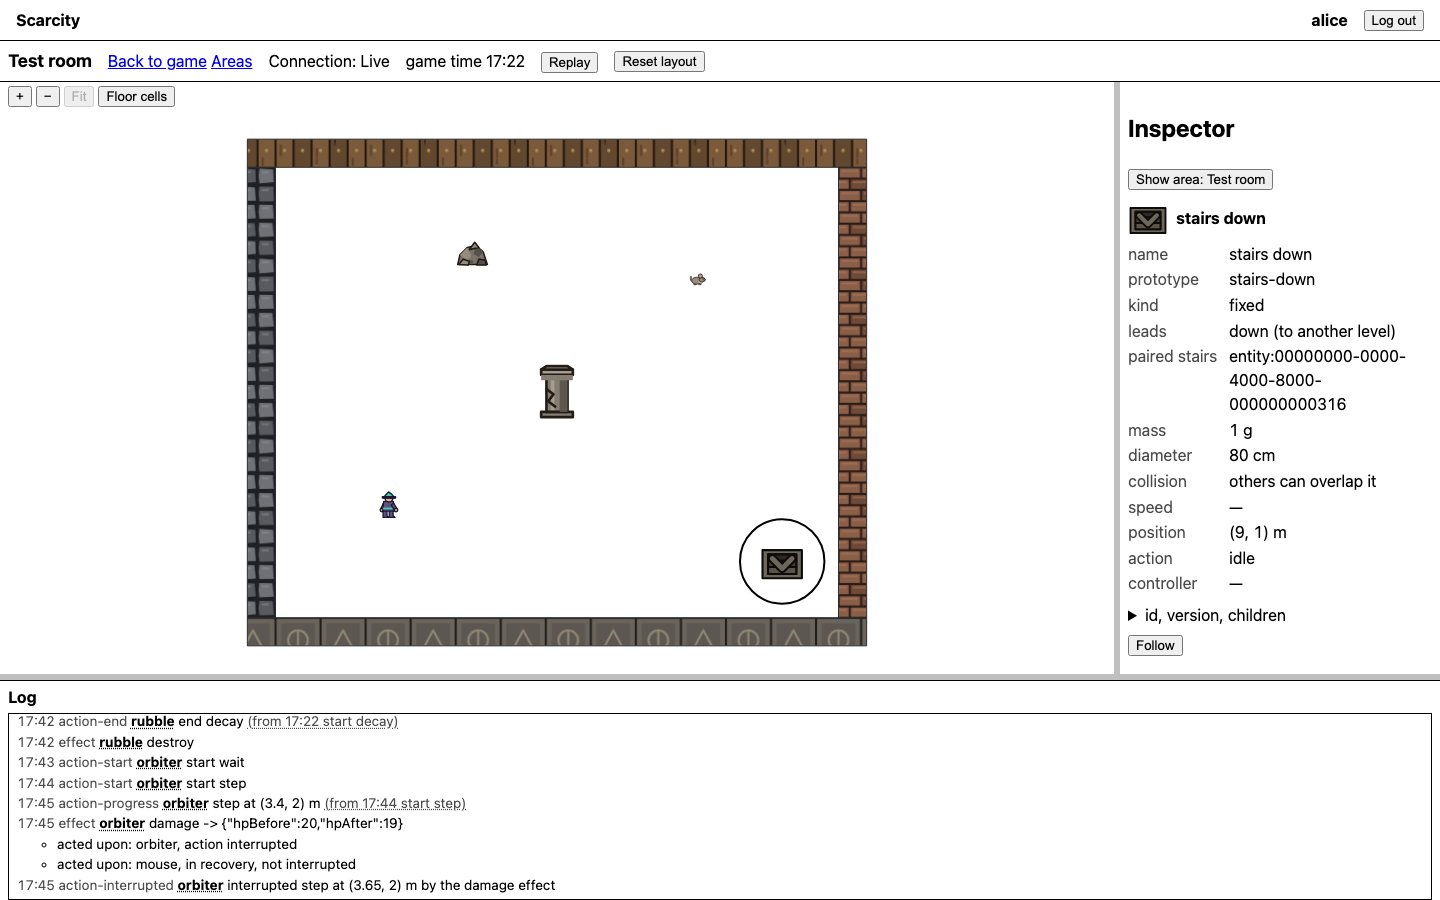 Scarcity
alice
Log out
Test room
Back to game
Areas
Connection: Live
game time 17:22
Replay
Reset layout
+
−
Fit
Floor cells
Inspector
Show area: Test room
stairs down
name stairs down
prototype stairs-down
kind fixed
leads down (to another level)
paired stairs entity:00000000-0000-
4000-8000-
000000000316
mass 1 g
diameter 80 cm
collision others can overlap it
speed —
position (9, 1) m
action idle
controller —
▶ id, version, children
Follow
Log
17:42 action-end rubble end decay (from 17:22 start decay)
17:42 effect rubble destroy
17:43 action-start orbiter start wait
17:44 action-start orbiter start step
17:45 action-progress orbiter step at (3.4, 2) m (from 17:44 start step)
17:45 effect orbiter damage -> {"hpBefore":20,"hpAfter":19}
acted upon: orbiter, action interrupted
acted upon: mouse, in recovery, not interrupted
17:45 action-interrupted orbiter interrupted step at (3.65, 2) m by the damage effect